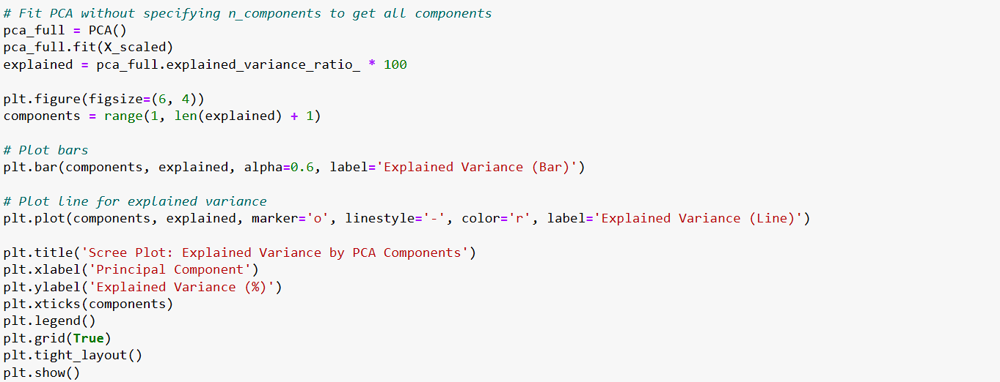 # Fit PCA without specifying n_components to get all components
pca_full = PCA()
pca_full.fit(X_scaled)
explained = pca_full.explained_variance_ratio_ * 100
plt.figure(figsize=(6, 4))
components = range(1, len(explained) + 1)
# Plot bars
plt.bar(components, explained, alpha=0.6, label='Explained Variance (Bar)')
# Plot line for explained variance
plt.plot(components, explained, marker='o', linestyle='-', color='r', label='Explained Variance (Line)')
plt.title('Scree Plot: Explained Variance by PCA Components')
plt.xlabel('Principal Component')
plt.ylabel('Explained Variance (%)')
plt.xticks(components)
plt.legend()
plt.grid(True)
plt.tight_layout()
plt.show()